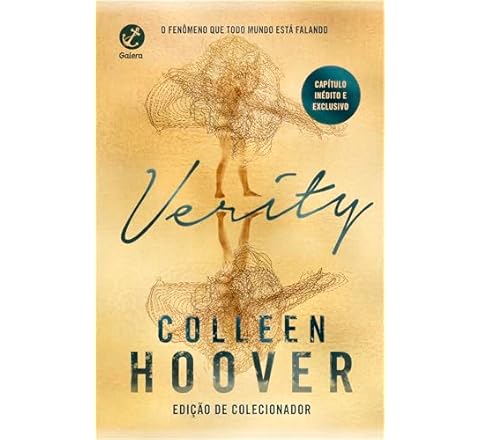 O FENÔMENO QUE TODO MUNDO ESTÁ FALANDO
Galera
CAPÍTULO
INÉDITO E
EXCLUSIVO
Verity
COLLEEN
HOOVER
EDIÇÃO DE COLECIONADOR